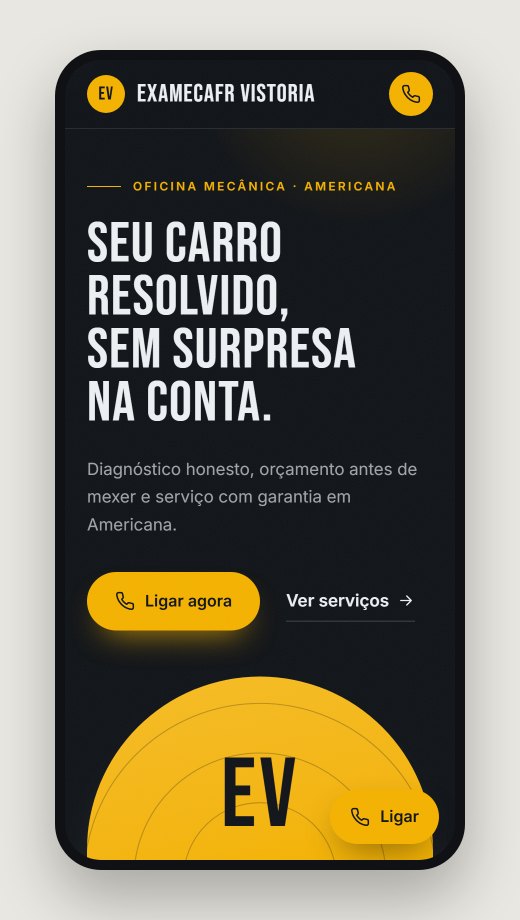 EV EXAMECAFR VISTORIA
OFICINA MECÂNICA · AMERICANA
SEU CARRO
RESOLVIDO,
SEM SURPRESA
NA CONTA.
Diagnóstico honesto, orçamento antes de
mexer e serviço com garantia em
Americana.
Ligar agora
Ver serviços →
EV
Ligar